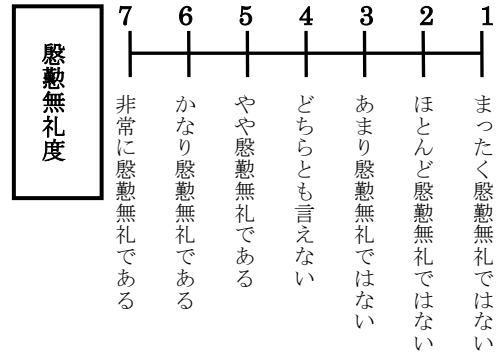 慇懃無礼度
7 6 5 4 3 2 1
非常に慇懃無礼である
かなり慇懃無礼である
やや慇懃無礼である
どちらとも言えない
あまり慇懃無礼ではない
ほとんど慇懃無礼ではない
まったく慇懃無礼ではない